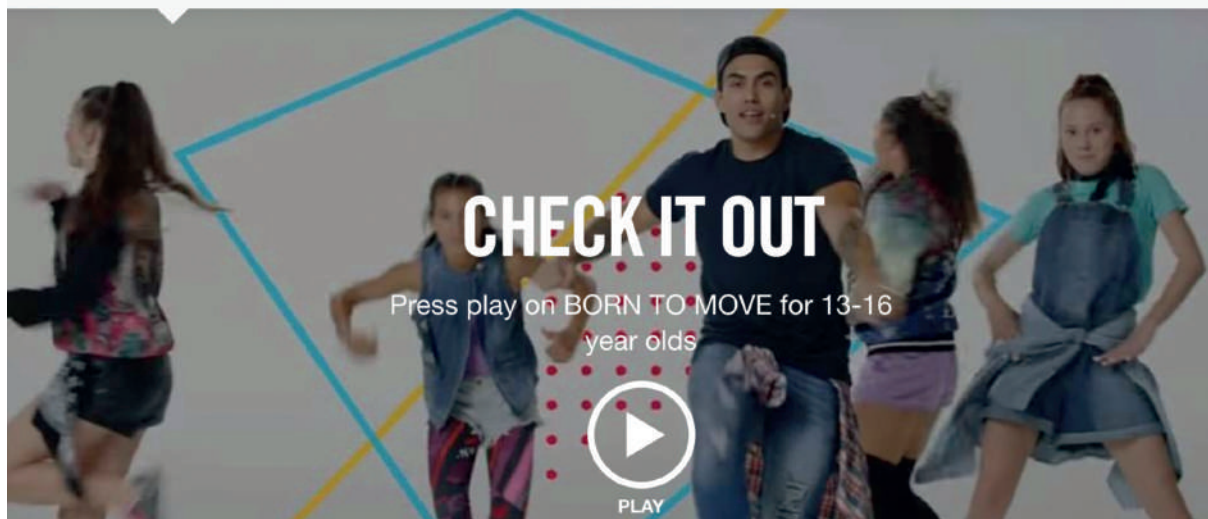 CHECK IT OUT
Press play on BORN TO MOVE for 13-16
year olds
PLAY